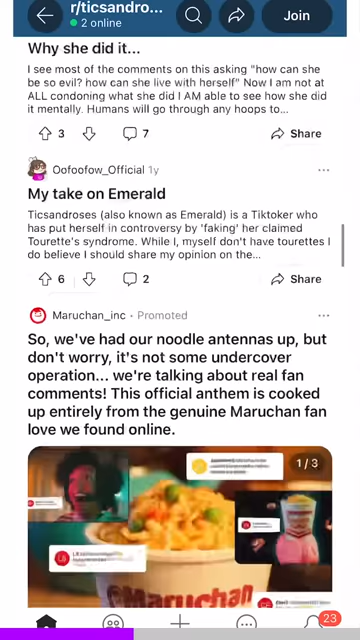 r/ticsandro...
2 online
Join
Why she did it...
I see most of the comments on this asking "how can she
be so evil? how can she live with herself" Now I am not at
ALL condoning what she did I AM able to see how she did
it mentally. Humans will go through any hoops to...
3
7
Share
Oofoofow_Official 1y
My take on Emerald
Ticsandroses (also known as Emerald) is a Tiktoker who
has put herself in controversy by 'faking' her claimed
Tourette's syndrome. While I, myself don't have tourettes I
do believe I should share my opinion on the...
6
2
Share
Maruchan_inc • Promoted
So, we've had our noodle antennas up, but
don't worry, it's not some undercover
operation... we're talking about real fan
comments! This official anthem is cooked
up entirely from the genuine Maruchan fan
love we found online.
1 / 3
Maruchan
23